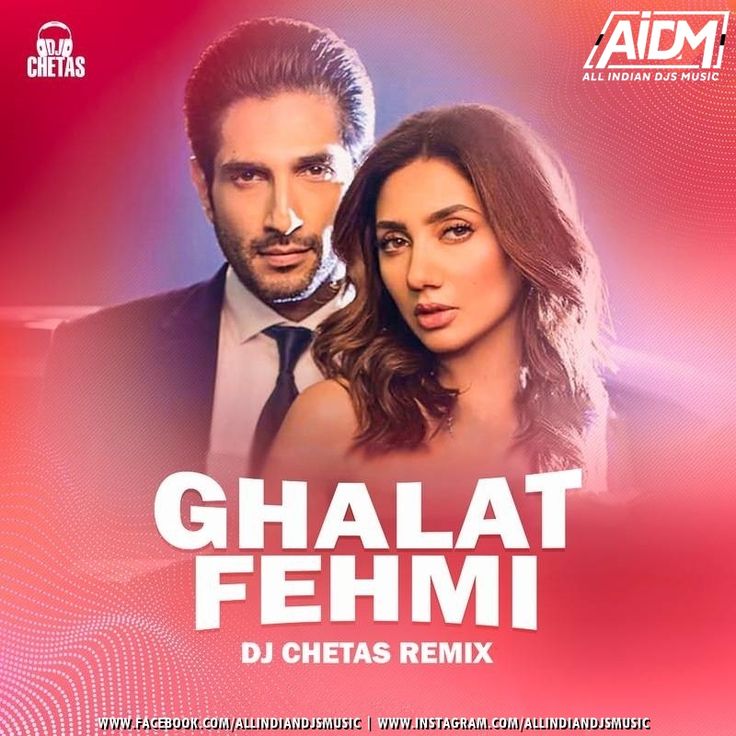 DJ
CHETAS
AIDM
ALL INDIAN DJS MUSIC
GHALAT
FEHMI
DJ CHETAS REMIX
WWW.FACEBOOK.COM/ALLINDIANDJSMUSIC | WWW.INSTAGRAM.COM/ALLINDIANDJSMUSIC